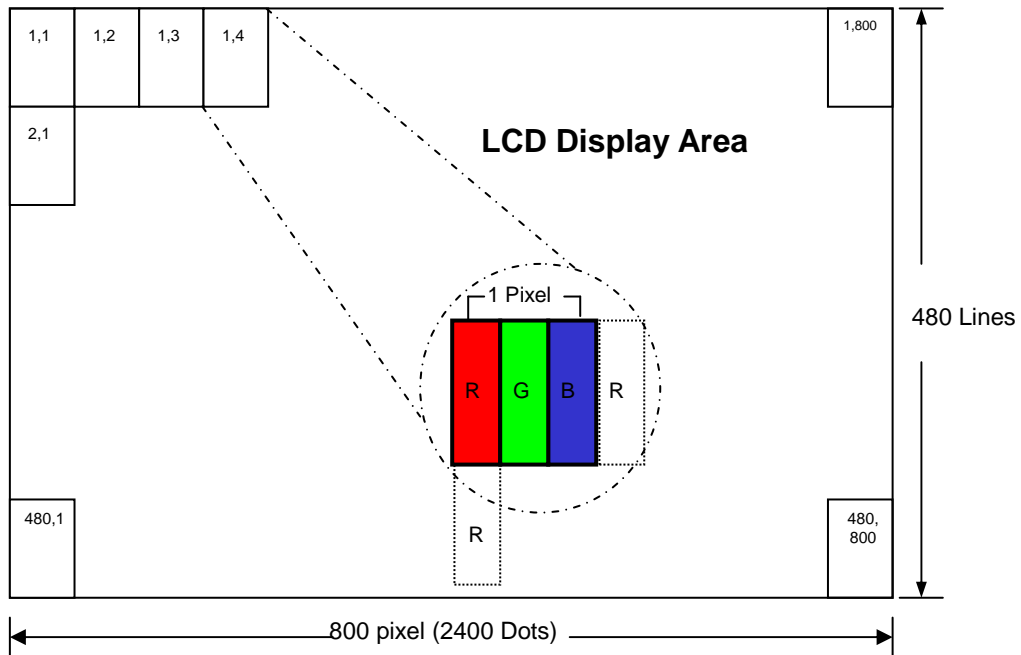 1,1 1,2 1,3 1,4 1,800
2,1
LCD Display Area
1 Pixel
480 Lines
R G B R
R
480,1
480,
800
800 pixel (2400 Dots)